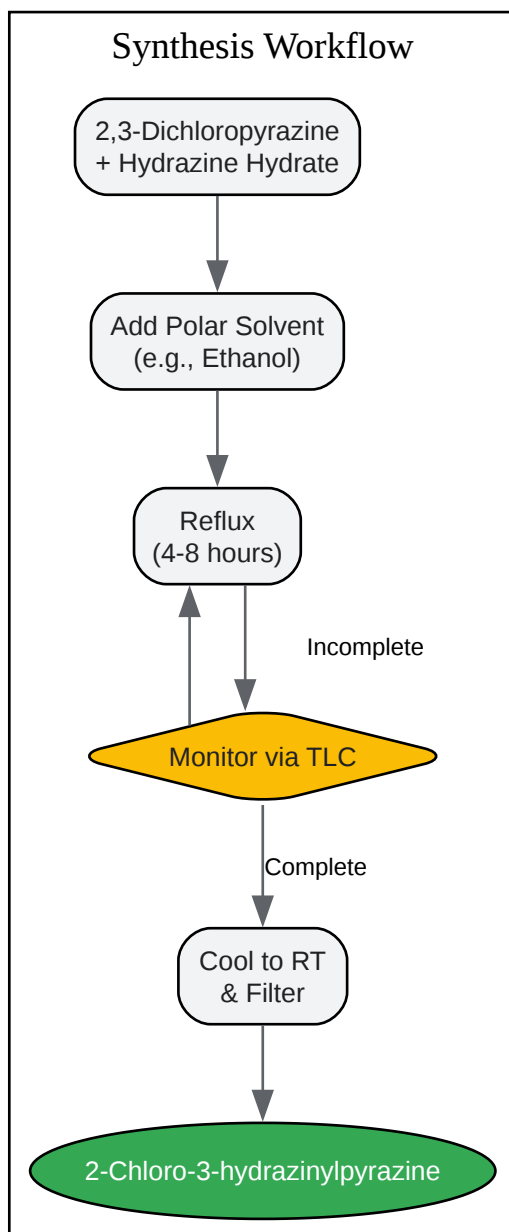 Synthesis Workflow
2,3-Dichloropyrazine
+ Hydrazine Hydrate
Add Polar Solvent
(e.g., Ethanol)
Reflux
(4-8 hours)
Incomplete
Monitor via TLC
Complete
Cool to RT
& Filter
2-Chloro-3-hydrazinylpyrazine